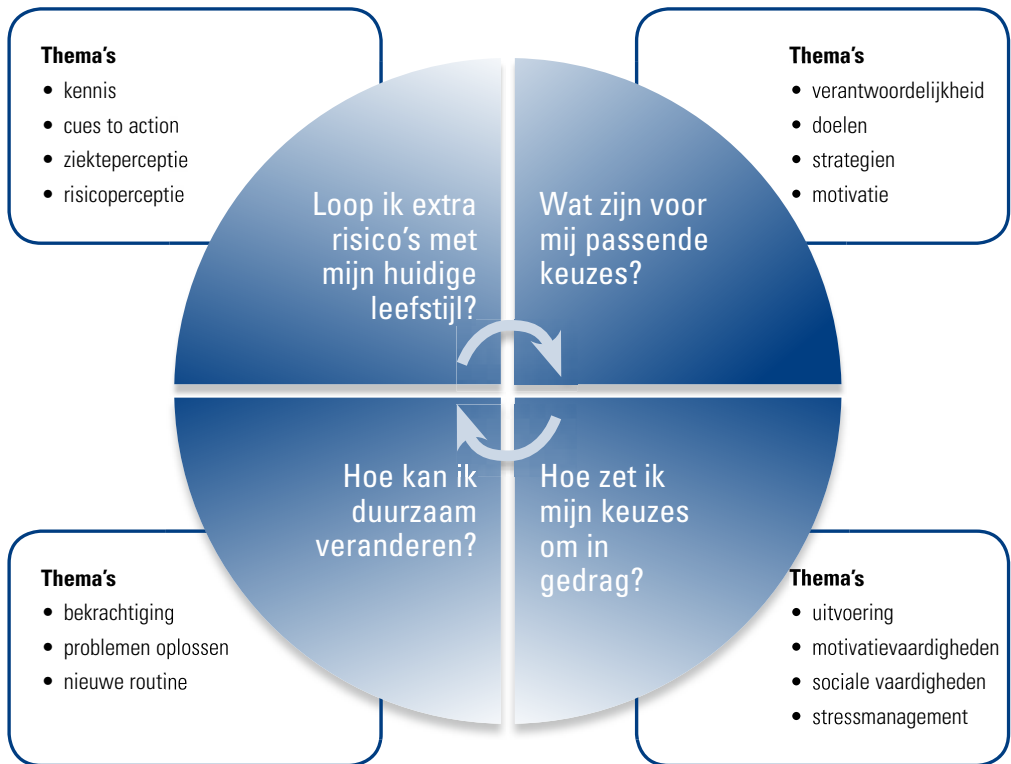 Thema's
• kennis
• cues to action
• ziekteperceptie
• risicoperceptie
Thema's
• verantwoordelijkheid
• doelen
• strategien
• motivatie
Loop ik extra
risico's met
mijn huidige
leefstijl?
Wat zijn voor
mij passende
keuzes?
Hoe kan ik
duurzaam
veranderen?
Hoe zet ik
mijn keuzes
om in
gedrag?
Thema's
• bekrachtiging
• problemen oplossen
• nieuwe routine
Thema's
• uitvoering
• motivatievaardigheden
• sociale vaardigheden
• stressmanagement